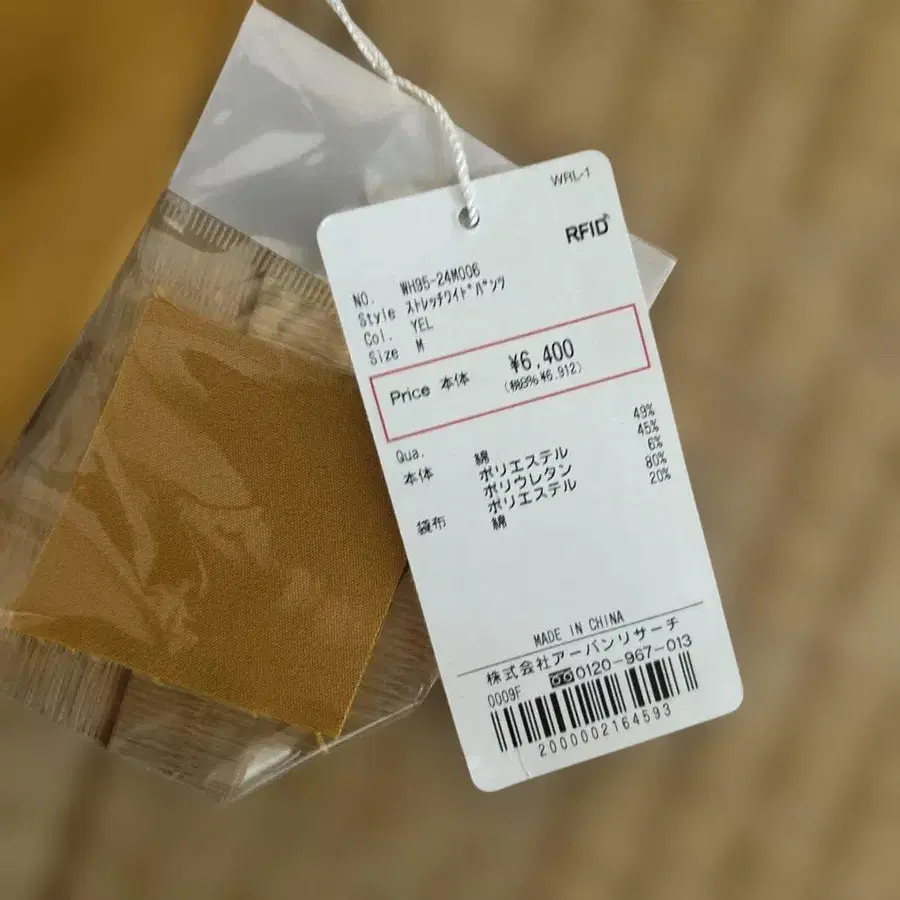 WRL-1
RFID
NO. WH95-24M006
Style ストレッチワイドパンツ
Col. YEL
Size M
Price 本体 ¥6,400
(税8% ¥6,912)
Qua.
本体 綿 49%
ポリエステル 45%
ポリウレタン 6%
袋布 ポリエステル 80%
綿 20%
MADE IN CHINA
株式会社アーバンリサーチ
0120-967-013
0009F
2000002164593